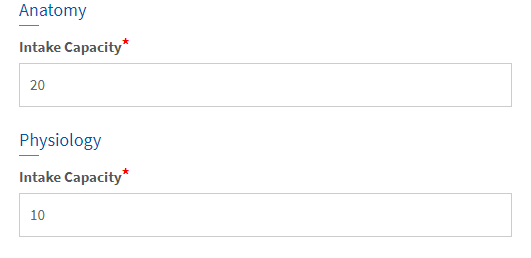 Anatomy
Intake Capacity*
20
Physiology
Intake Capacity*
10